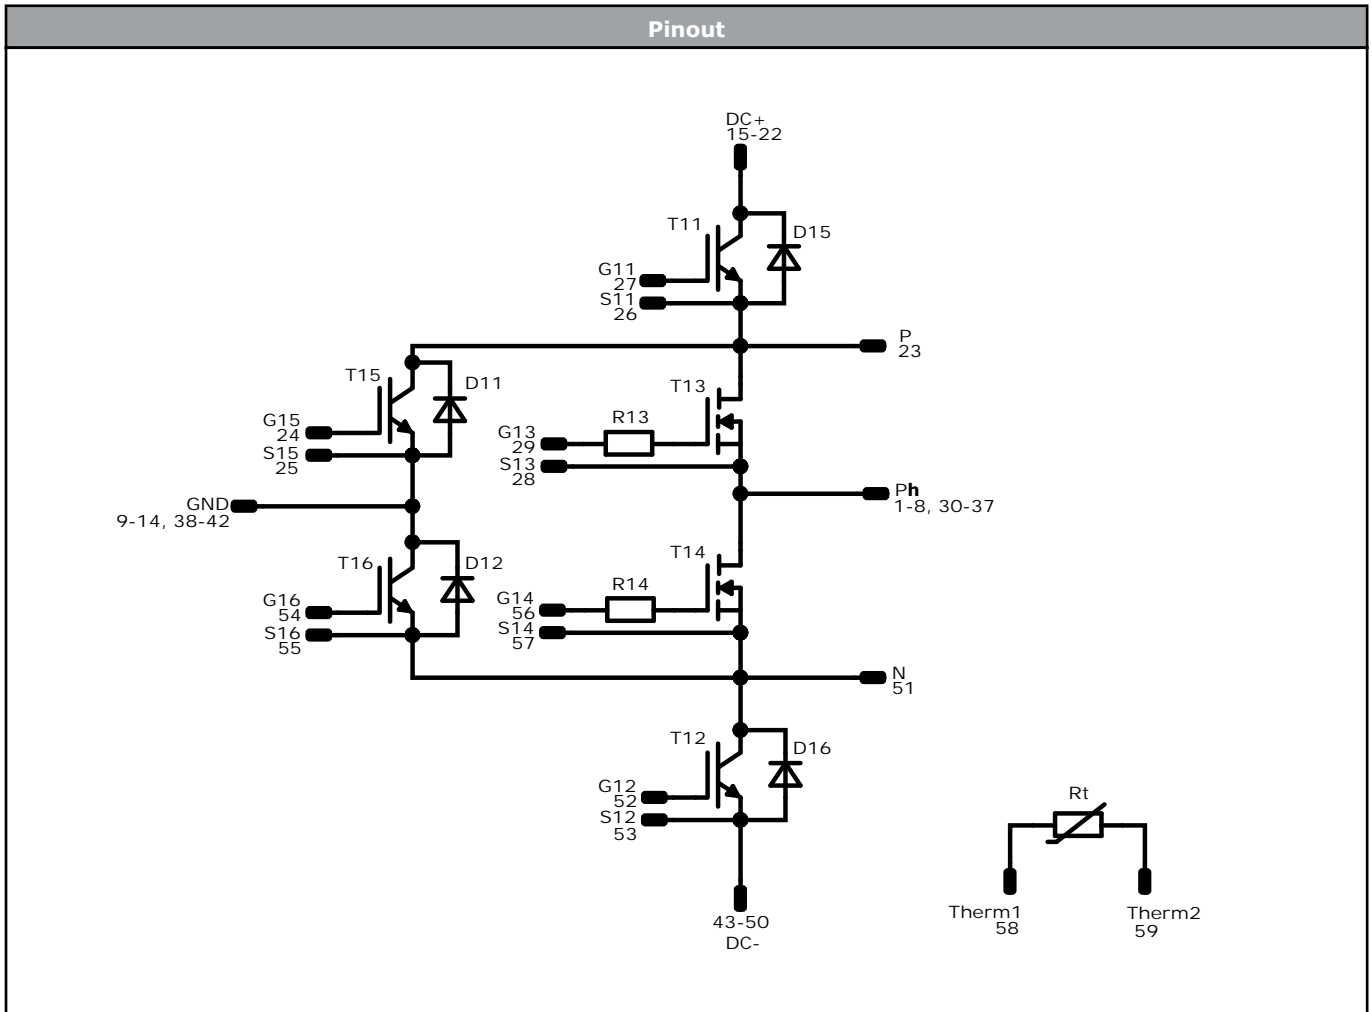 Pinout
DC+
15-22
T11
D15
G11
27
S11
26
P
23
T15
D11
T13
R13
G15
24
S15
25
G13
29
S13
28
GND
9-14, 38-42
Ph
1-8, 30-37
T16
D12
T14
R14
G16
54
S16
55
G14
56
S14
57
N
51
T12
D16
G12
52
S12
53
Rt
43-50
DC-
Therm1
58
Therm2
59